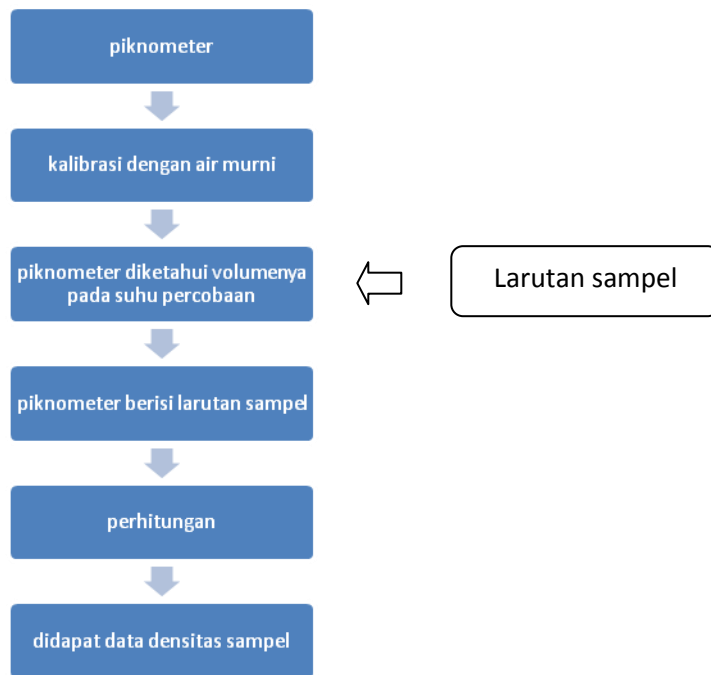 piknometer
kalibrasi dengan air murni
piknometer diketahui volumenya
pada suhu percobaan
Larutan sampel
piknometer berisi larutan sampel
perhitungan
didapat data densitas sampel